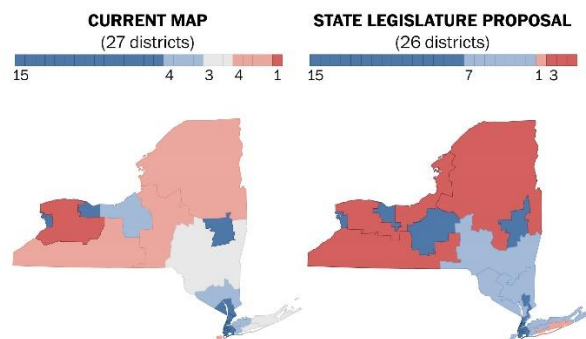 CURRENT MAP
(27 districts)
15 4 3 4 1
STATE LEGISLATURE PROPOSAL
(26 districts)
15 7 1 3